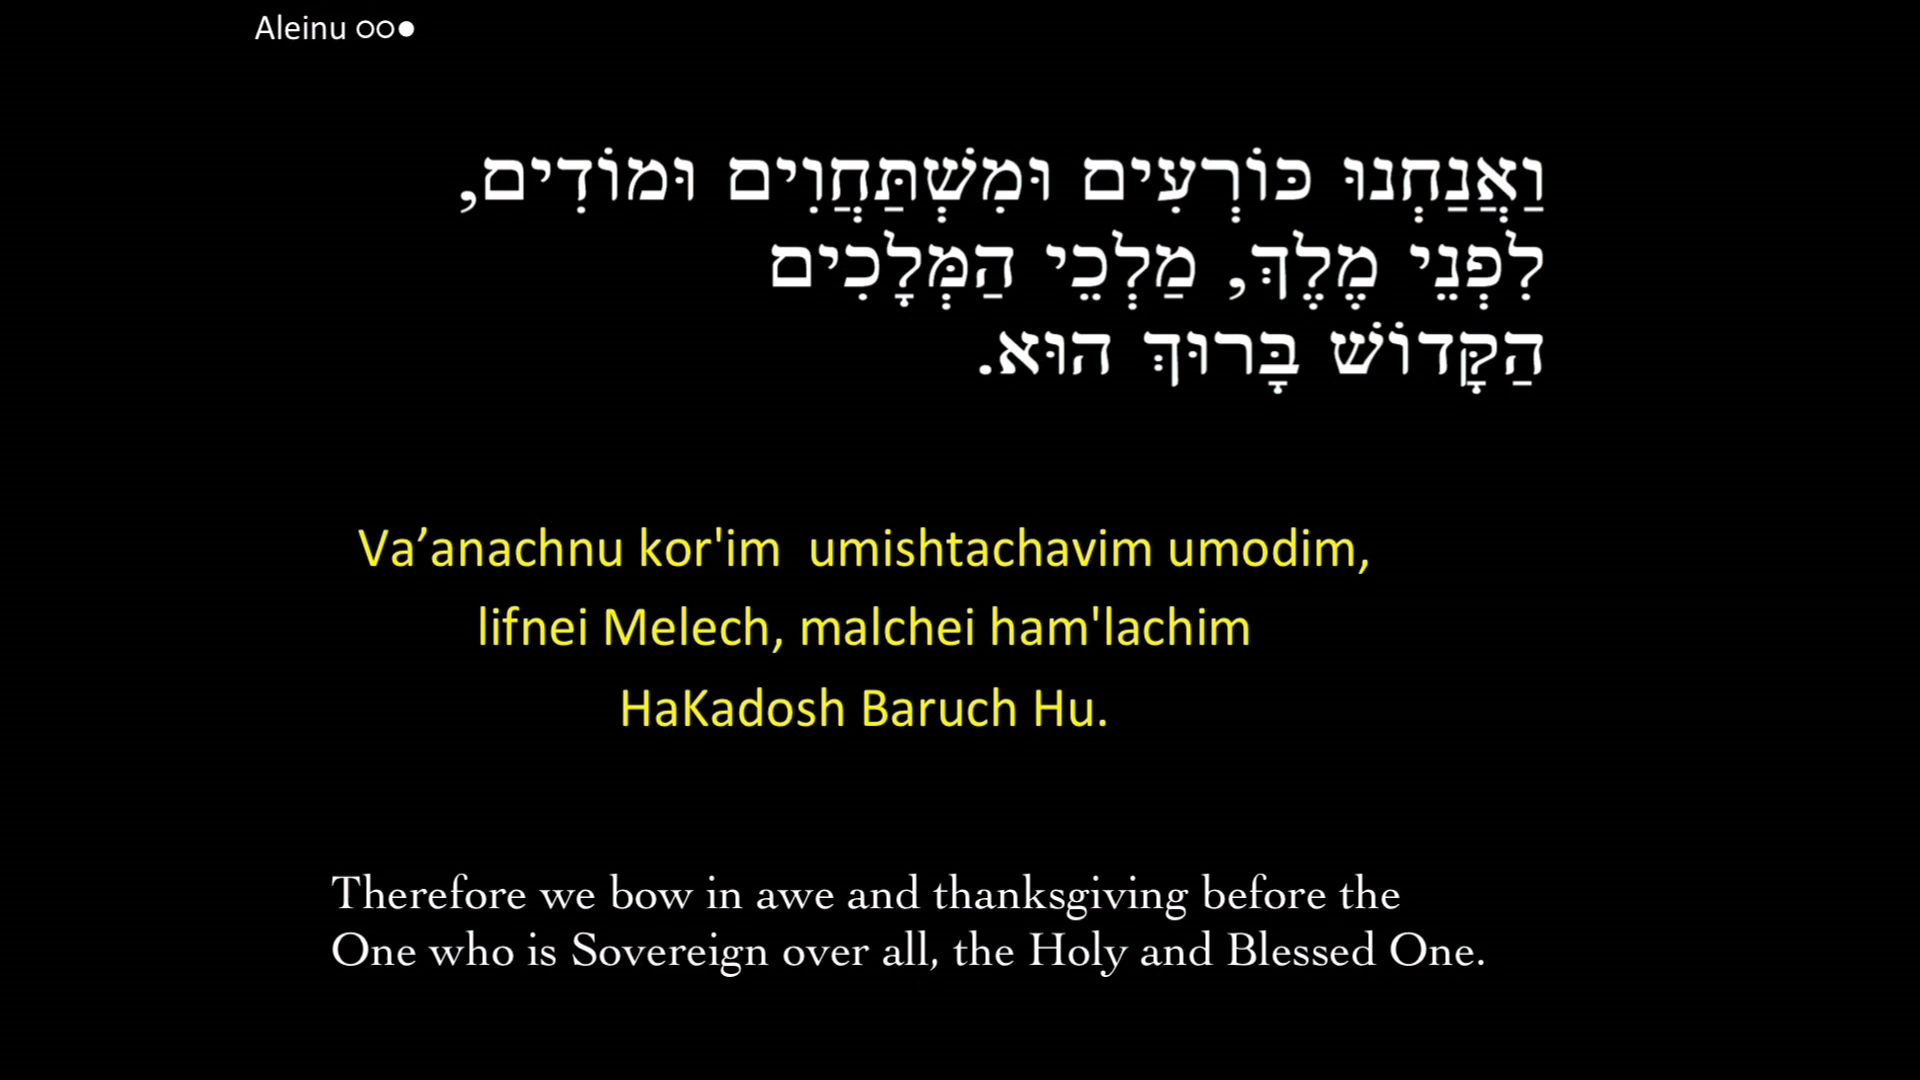 Aleinu ○○●
וַאֲנַחְנוּ כּוֹרְעִים וּמִשְׁתַּחֲוִים וּמוֹדִים,
לִפְנֵי מֶלֶךְ, מַלְכֵי הַמְּלָכִים
הַקָּדוֹשׁ בָּרוּךְ הוּא.
Va’anachnu kor'im  umishtachavim umodim,
lifnei Melech, malchei ham'lachim
HaKadosh Baruch Hu.
Therefore we bow in awe and thanksgiving before the
One who is Sovereign over all, the Holy and Blessed One.